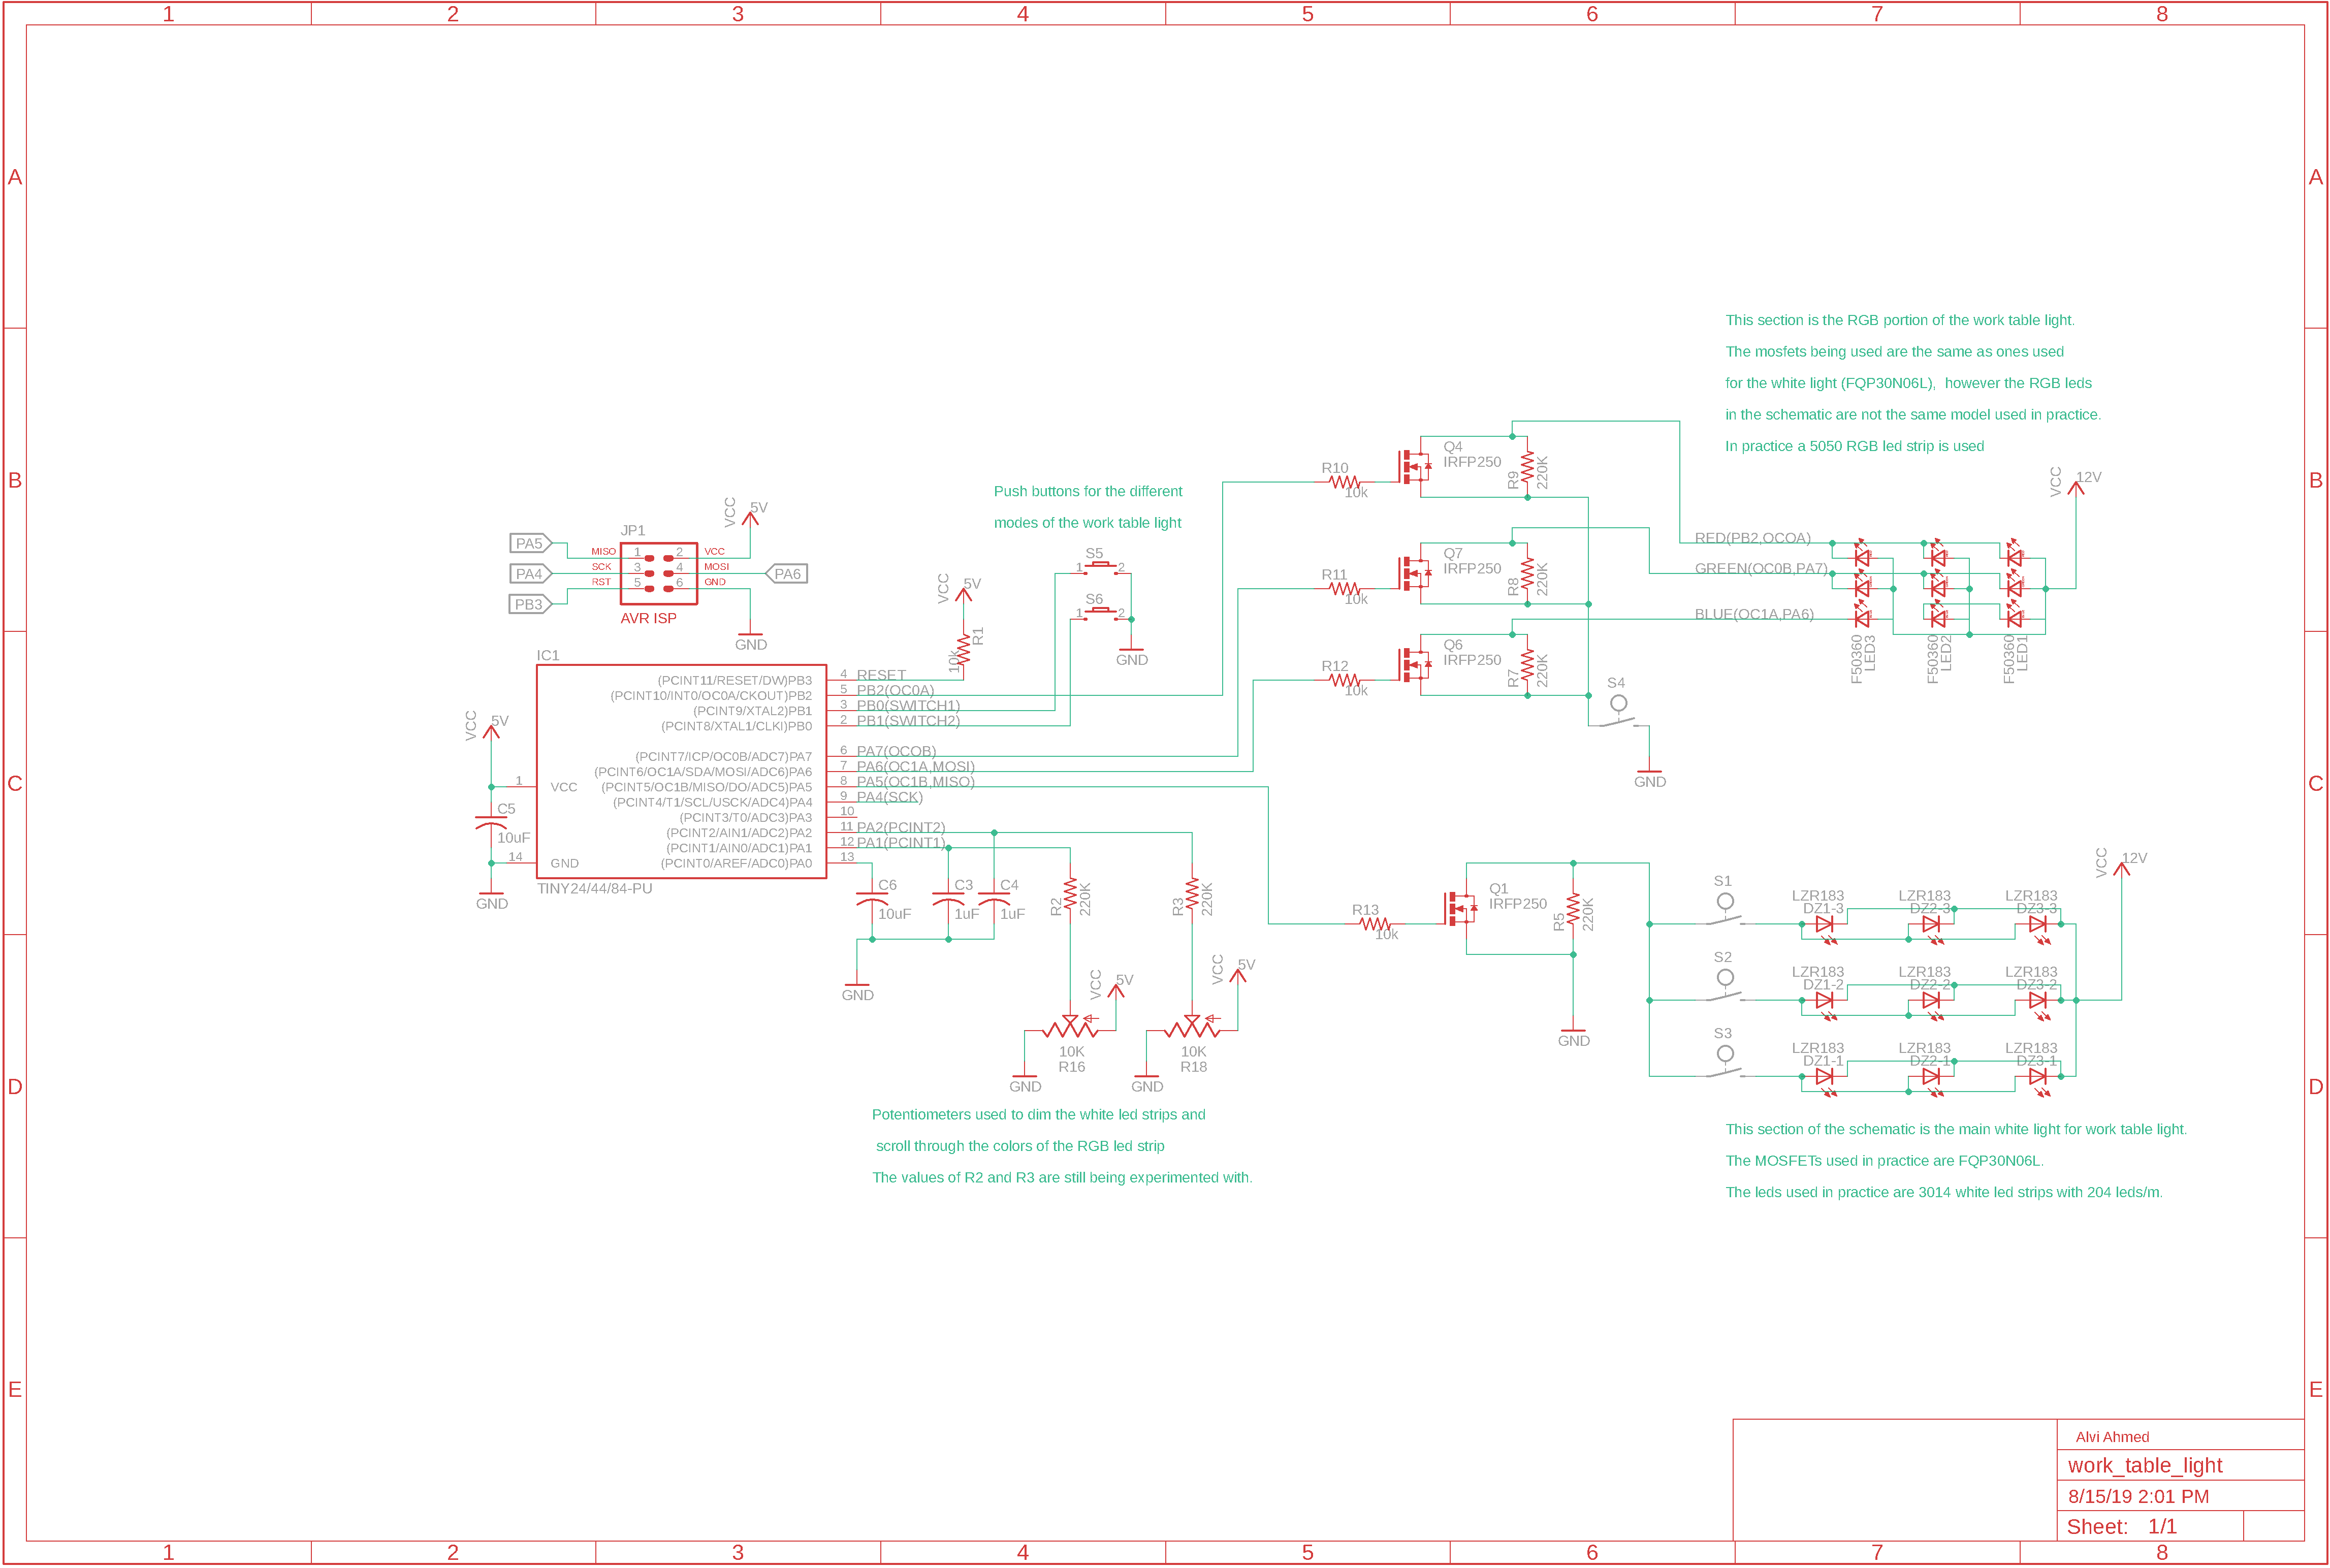 1 2 3 4 5 6 7 8
A A
B B
C C
D D
E E
1 2 3 4 5 6 7 8
This section is the RGB portion of the work table light.
The mosfets being used are the same as ones used
for the white light (FQP30N06L),  however the RGB leds
in the schematic are not the same model used in practice.
In practice a 5050 RGB led strip is used
Push buttons for the different
modes of the work table light
S5
1 2
S6
1 2
GND
JP1
VCC
5V
PA5
PA4
PB3
PA6
MISO 1 2 VCC
SCK 3 4 MOSI
RST 5 6 GND
AVR ISP
GND
VCC
5V
R1
10k
IC1
(PCINT11/RESET/DW)PB3 4 RESET
(PCINT10/INT0/OC0A/CKOUT)PB2 5 PB2(OC0A)
(PCINT9/XTAL2)PB1 3 PB0(SWITCH1)
(PCINT8/XTAL1/CLKI)PB0 2 PB1(SWITCH2)
(PCINT7/ICP/OC0B/ADC7)PA7 6 PA7(OCOB)
(PCINT6/OC1A/SDA/MOSI/ADC6)PA6 7 PA6(OC1A,MOSI)
(PCINT5/OC1B/MISO/DO/ADC5)PA5 8 PA5(OC1B,MISO)
(PCINT4/T1/SCL/USCK/ADC4)PA4 9 PA4(SCK)
(PCINT3/T0/ADC3)PA3 10
(PCINT2/AIN1/ADC2)PA2 11 PA2(PCINT2)
(PCINT1/AIN0/ADC1)PA1 12 PA1(PCINT1)
(PCINT0/AREF/ADC0)PA0 13
1 VCC
14 GND
TINY24/44/84-PU
VCC
5V
C5
10uF
GND
C6
10uF
C3
1uF
C4
1uF
GND
R2
220K
R3
220K
VCC
5V
VCC
5V
10K
R16
10K
R18
GND
GND
Potentiometers used to dim the white led strips and
scroll through the colors of the RGB led strip
The values of R2 and R3 are still being experimented with.
R10
10k
Q4
IRFP250
R9
220K
R11
10k
Q7
IRFP250
R8
220K
R12
10k
Q6
IRFP250
R7
220K
S4
GND
RED(PB2,OCOA)
GREEN(OC0B,PA7)
BLUE(OC1A,PA6)
VCC
12V
F50360
LED3
F50360
LED2
F50360
LED1
R13
10k
Q1
IRFP250
R5
220K
GND
S1
S2
S3
VCC
12V
LZR183 LZR183 LZR183
DZ1-3 DZ2-3 DZ3-3
LZR183 LZR183 LZR183
DZ1-2 DZ2-2 DZ3-2
LZR183 LZR183 LZR183
DZ1-1 DZ2-1 DZ3-1
This section of the schematic is the main white light for work table light.
The MOSFETs used in practice are FQP30N06L.
The leds used in practice are 3014 white led strips with 204 leds/m.
Alvi Ahmed
work_table_light
8/15/19 2:01 PM
Sheet: 1/1